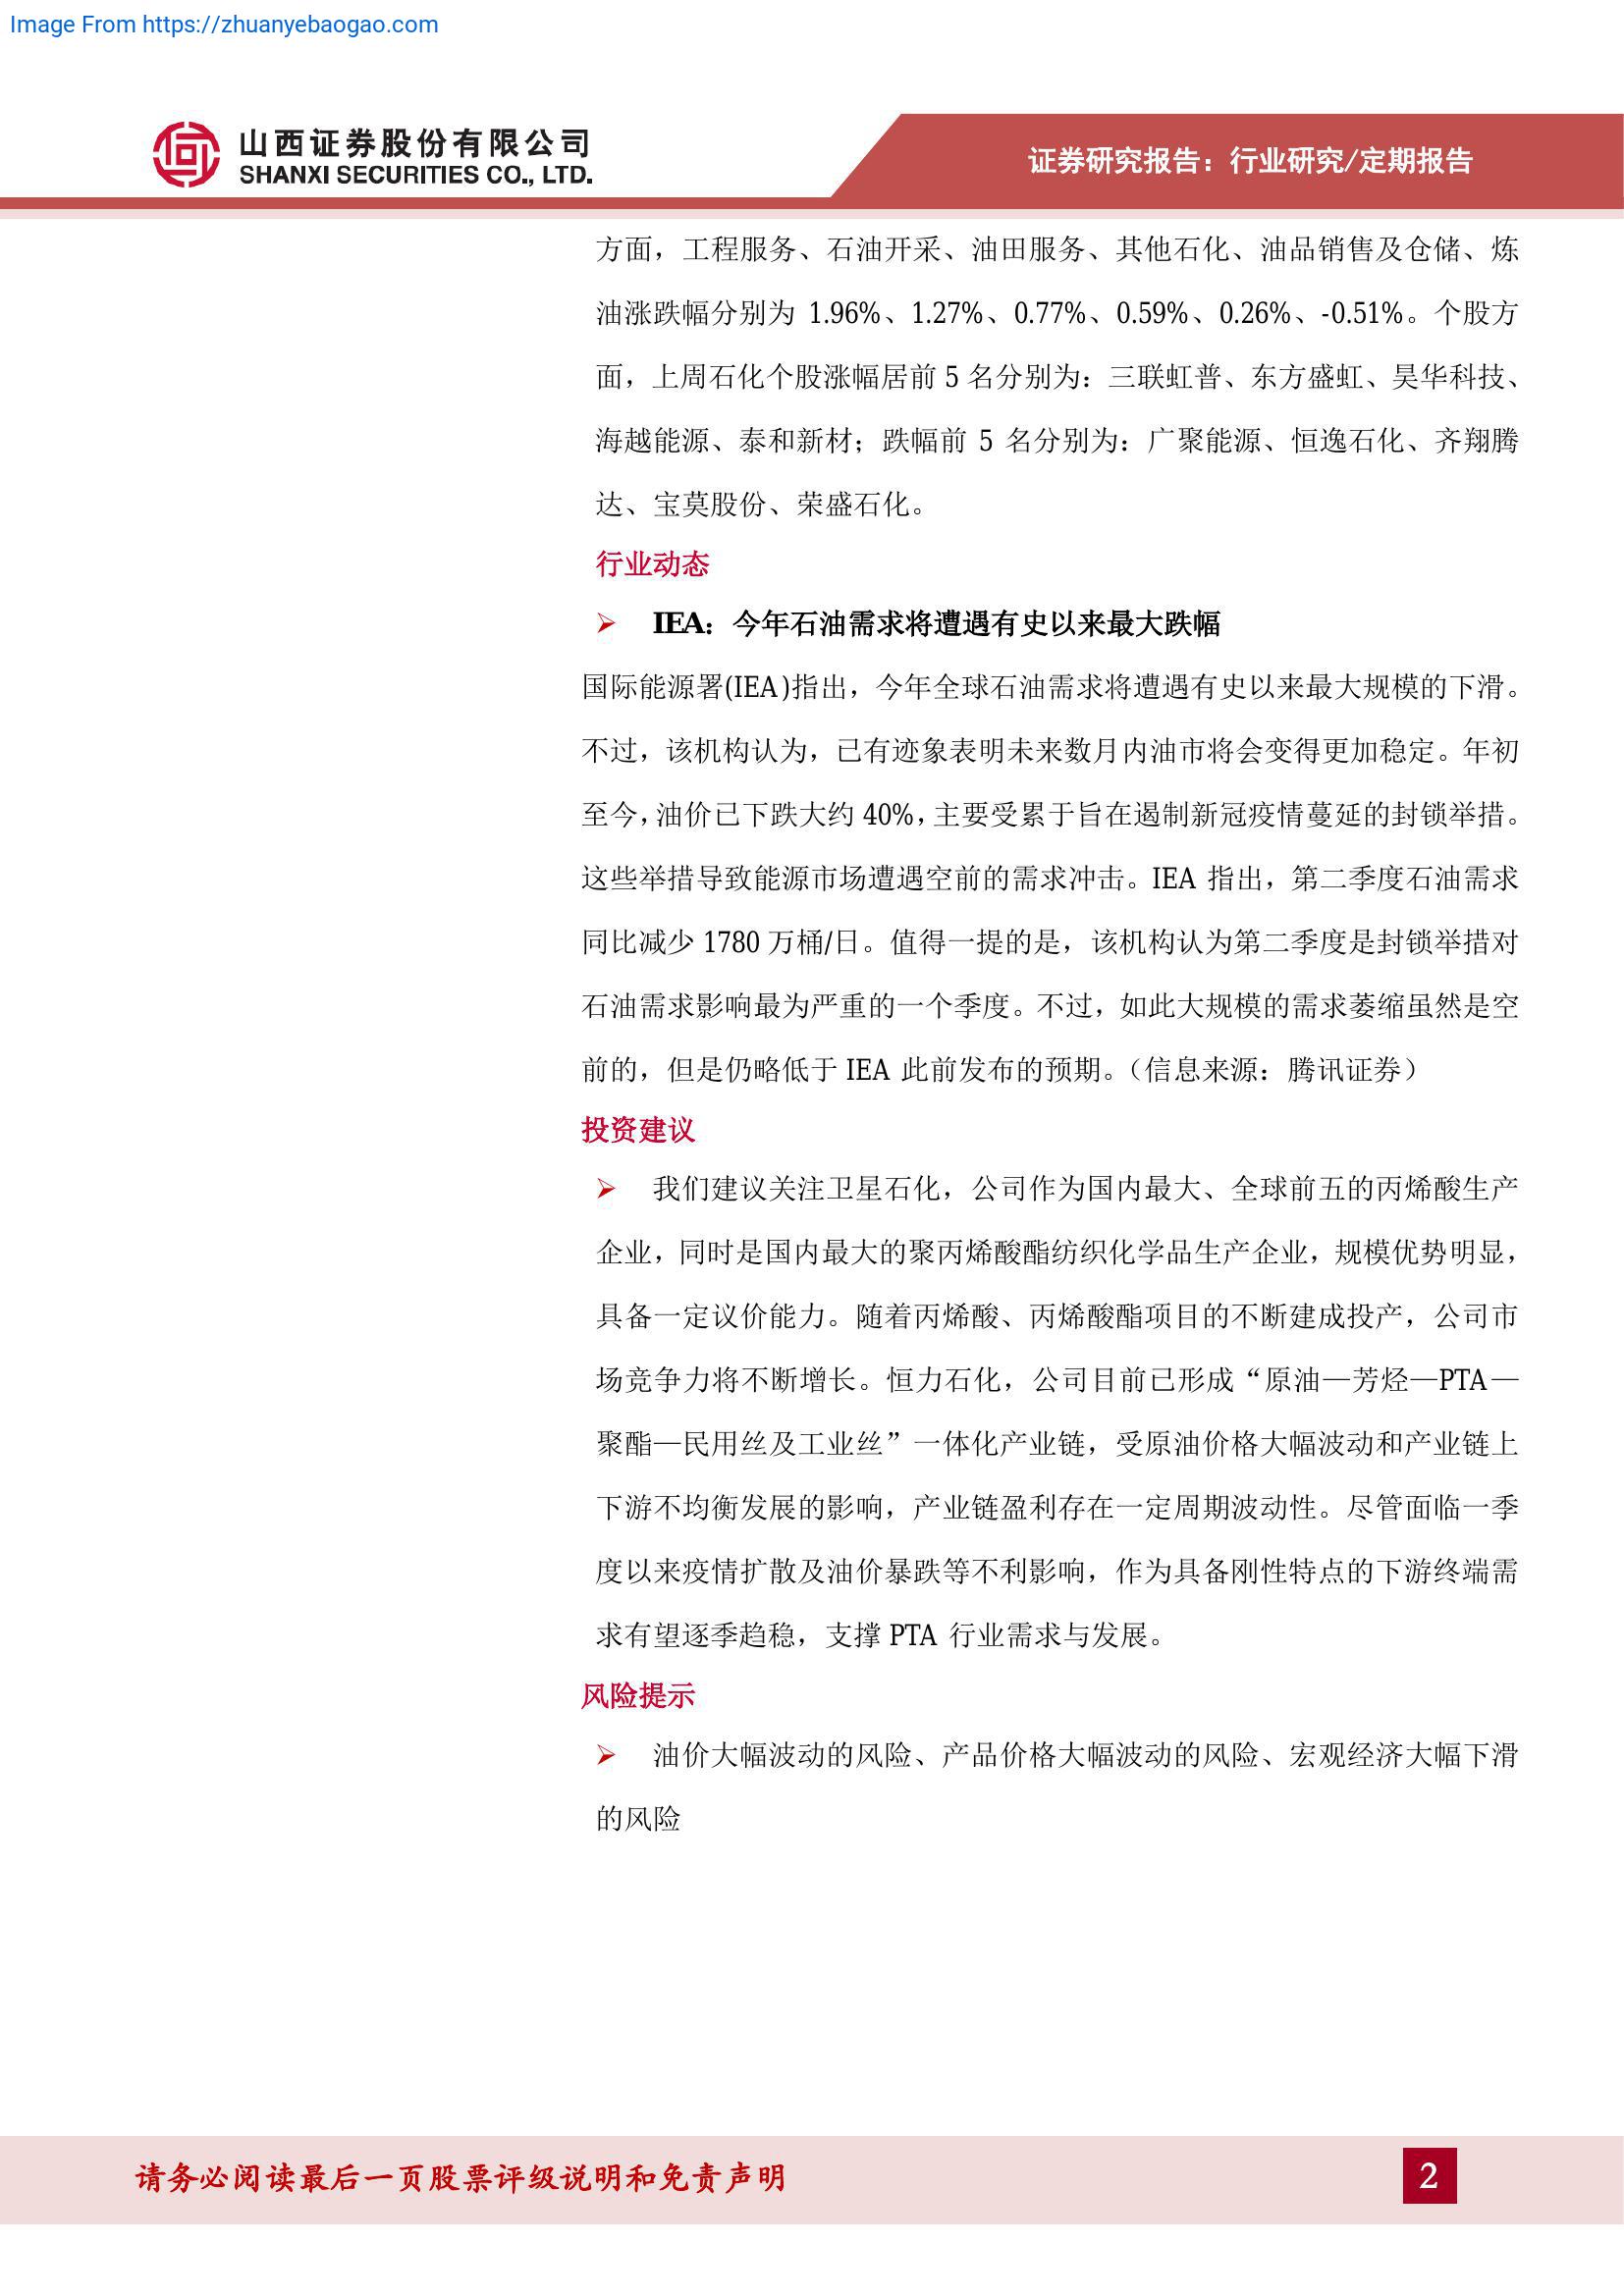 Image From https://zhuanyebaogao.com
山西证券股份有限公司
SHANXI SECURITIES CO., LTD.
证券研究报告：行业研究/定期报告
方面，工程服务、石油开采、油田服务、其他石化、油品销售及仓储、炼
油涨跌幅分别为 1.96%、1.27%、0.77%、0.59%、0.26%、-0.51%。个股方
面，上周石化个股涨幅居前 5 名分别为：三联虹普、东方盛虹、昊华科技、
海越能源、泰和新材；跌幅前 5 名分别为：广聚能源、恒逸石化、齐翔腾
达、宝莫股份、荣盛石化。
行业动态
➢ IEA：今年石油需求将遭遇有史以来最大跌幅
国际能源署(IEA)指出，今年全球石油需求将遭遇有史以来最大规模的下滑。
不过，该机构认为，已有迹象表明未来数月内油市将会变得更加稳定。年初
至今，油价已下跌大约 40%，主要受累于旨在遏制新冠疫情蔓延的封锁举措。
这些举措导致能源市场遭遇空前的需求冲击。IEA 指出，第二季度石油需求
同比减少 1780 万桶/日。值得一提的是，该机构认为第二季度是封锁举措对
石油需求影响最为严重的一个季度。不过，如此大规模的需求萎缩虽然是空
前的，但是仍略低于 IEA 此前发布的预期。（信息来源：腾讯证券）
投资建议
➢ 我们建议关注卫星石化，公司作为国内最大、全球前五的丙烯酸生产
企业，同时是国内最大的聚丙烯酸酯纺织化学品生产企业，规模优势明显，
具备一定议价能力。随着丙烯酸、丙烯酸酯项目的不断建成投产，公司市
场竞争力将不断增长。恒力石化，公司目前已形成“原油—芳烃—PTA—
聚酯—民用丝及工业丝”一体化产业链，受原油价格大幅波动和产业链上
下游不均衡发展的影响，产业链盈利存在一定周期波动性。尽管面临一季
度以来疫情扩散及油价暴跌等不利影响，作为具备刚性特点的下游终端需
求有望逐季趋稳，支撑 PTA 行业需求与发展。
风险提示
➢ 油价大幅波动的风险、产品价格大幅波动的风险、宏观经济大幅下滑
的风险
请务必阅读最后一页股票评级说明和免责声明
2